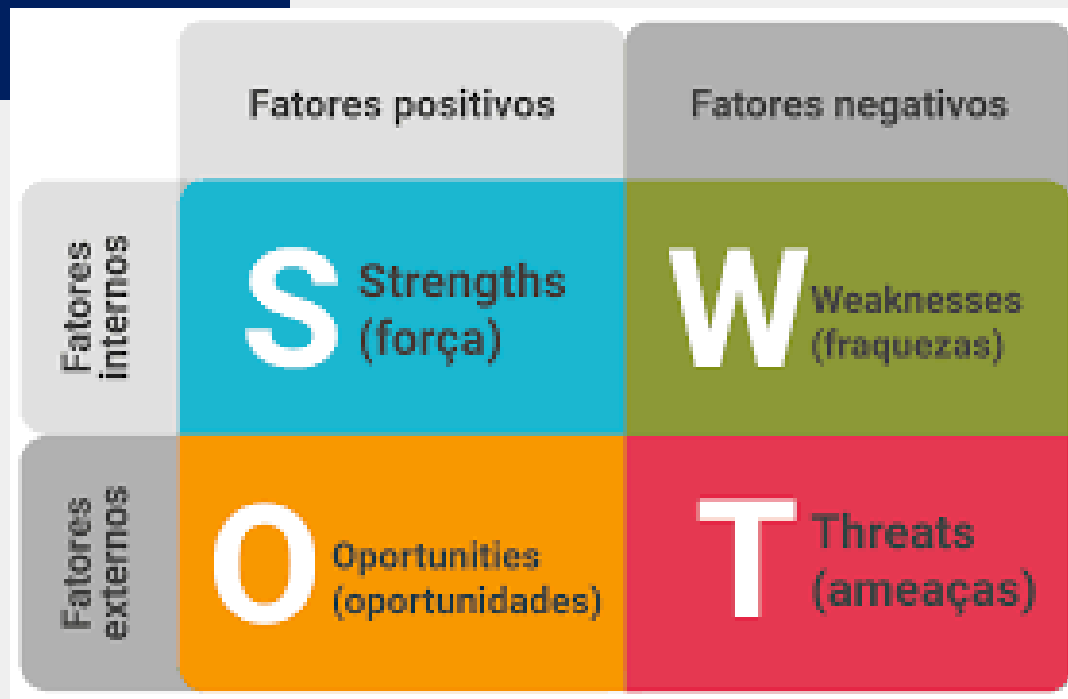 Fatores positivos
Fatores negativos
Fatores
internos
S
Strengths
(força)
W
Weaknesses
(fraquezas)
Fatores
externos
O
Oportunities
(oportunidades)
T
Threats
(ameaças)